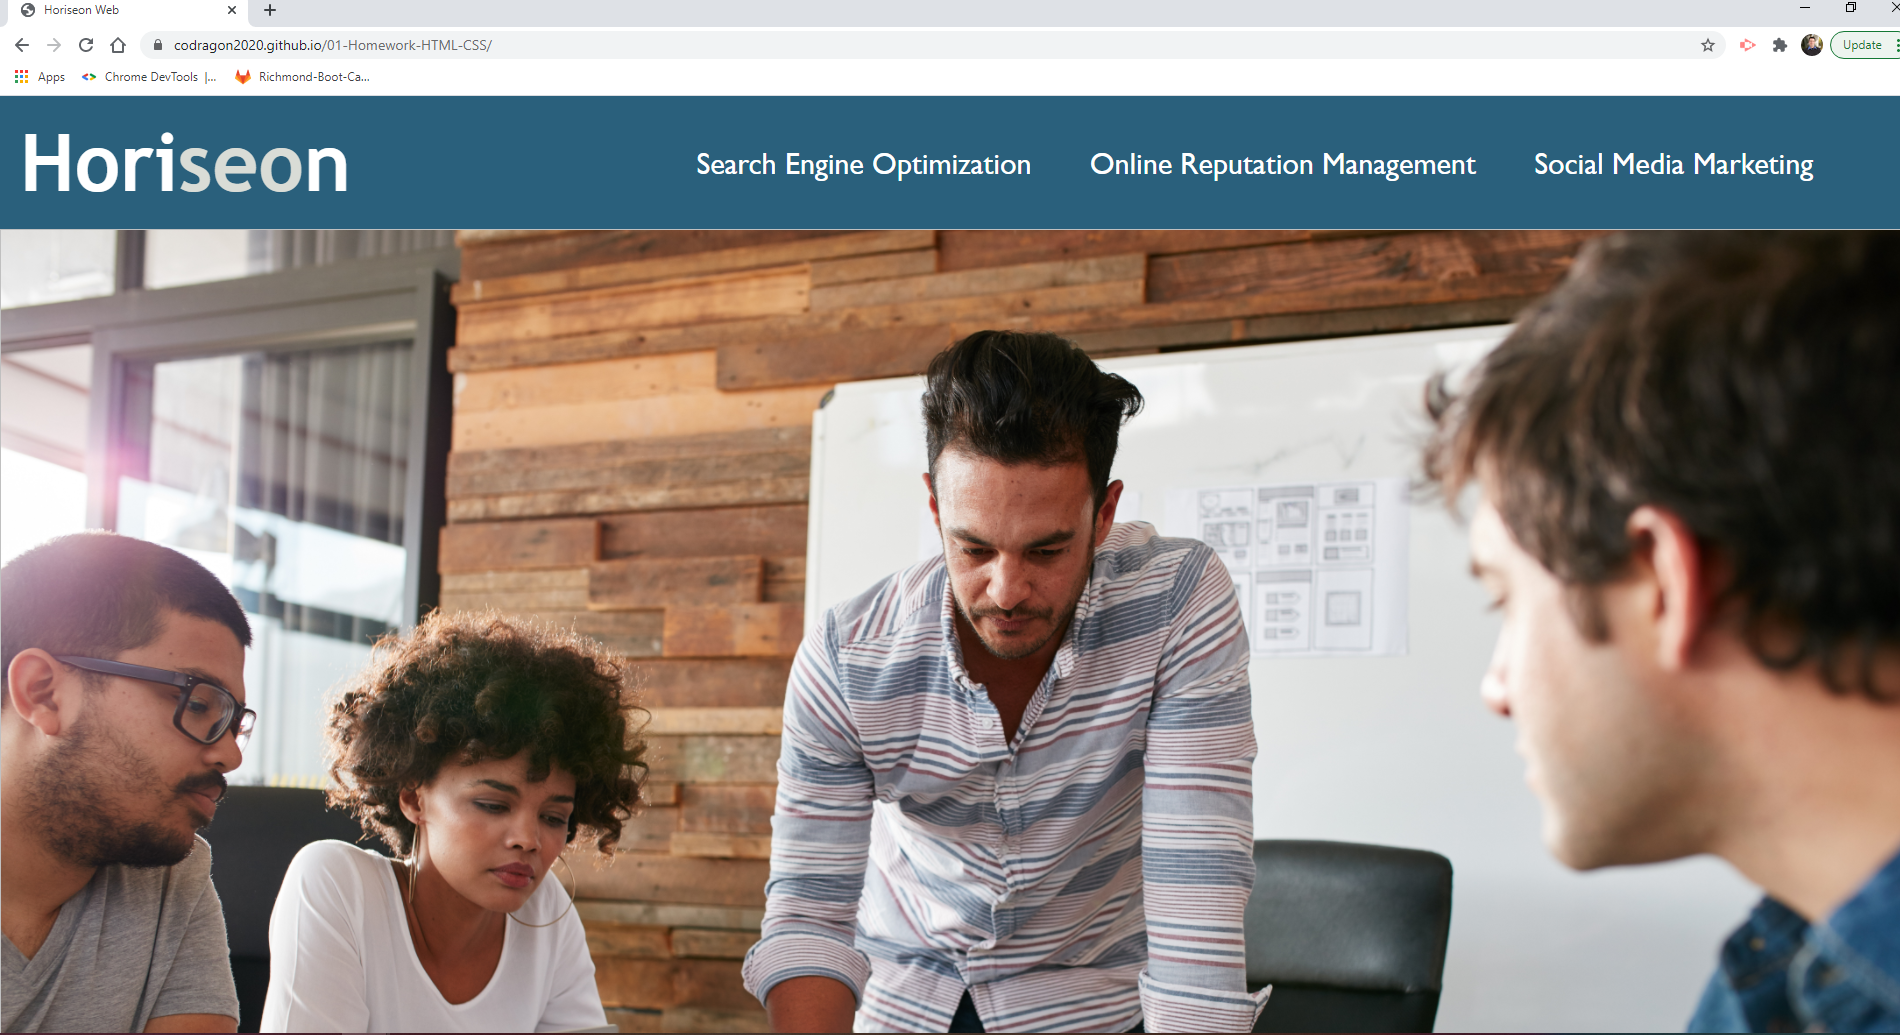 Horiseon Web
codragon2020.github.io/01-Homework-HTML-CSS/
Update
Apps
Chrome DevTools |...
Richmond-Boot-Ca...
Horiseon
Search Engine Optimization
Online Reputation Management
Social Media Marketing